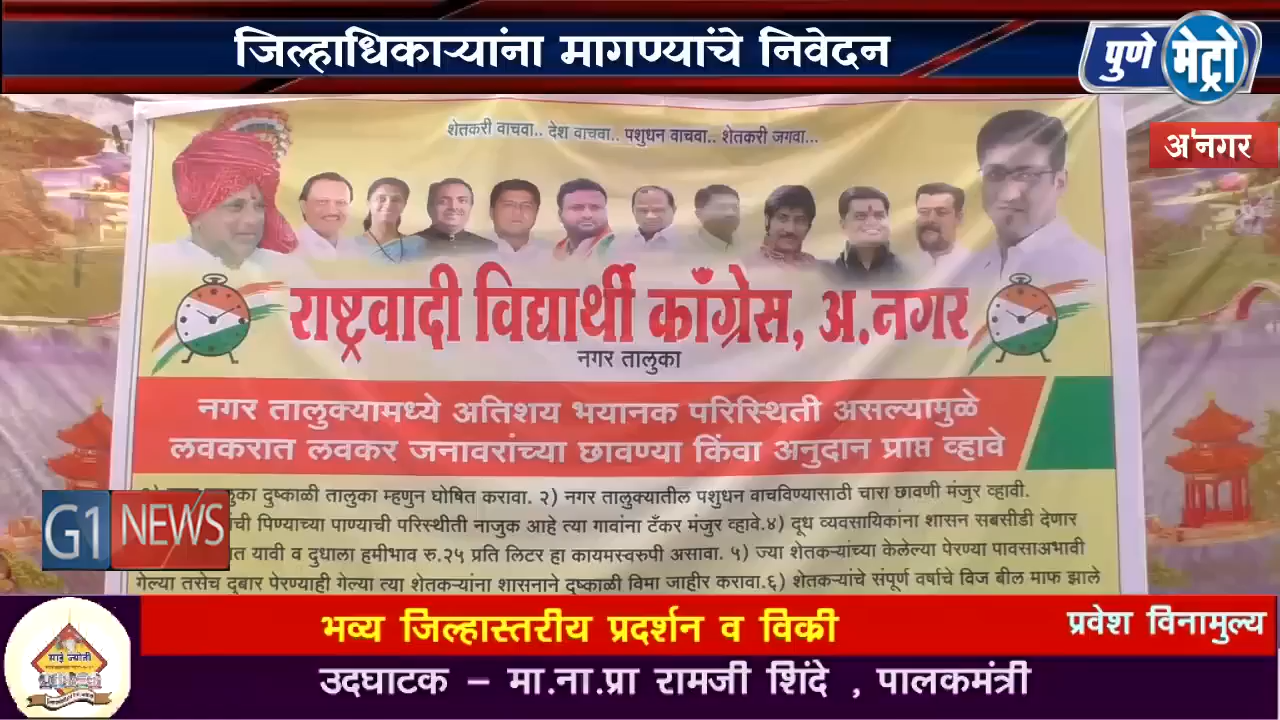 जिल्हाधिकाऱ्यांना मागण्यांचे निवेदन
पुणे मेट्रो
अ'नगर
शेतकरी वाचवा.. देश वाचवा.. पशुधन वाचवा.. शेतकरी जगवा...
राष्ट्रवादी विद्यार्थी काँग्रेस, अ.नगर
नगर तालुका
नगर तालुक्यामध्ये अतिशय भयानक परिस्थिती असल्यामुळे
लवकरात लवकर जनावरांच्या छावण्या किंवा अनुदान प्राप्त व्हावे
दुष्काळी तालुका म्हणुन घोषित करावा. २) नगर तालुक्यातील पशुधन वाचविण्यासाठी चारा छावणी मंजुर व्हावी.
पिण्याच्या पाण्याची परिस्थीती नाजुक आहे त्या गावांना टँकर मंजुर व्हावे.४) दूध व्यवसायिकांना शासन सबसीडी देणार
यावी व दुधाला हमीभाव रु.२५ प्रति लिटर हा कायमस्वरुपी असावा. ५) ज्या शेतकऱ्यांच्या केलेल्या पेरण्या पावसाअभावी
गेल्या तसेच दुबार पेरण्याही गेल्या त्या शेतकऱ्यांना शासनाने दुष्काळी विमा जाहीर करावा.६) शेतकऱ्यांचे संपूर्ण वर्षाचे विज बील माफ झाले
G1 NEWS
भव्य जिल्हास्तरीय प्रदर्शन व विक्री
प्रवेश विनामुल्य
साई ज्योती
उदघाटक – मा.ना.प्रा रामजी शिंदे , पालकमंत्री